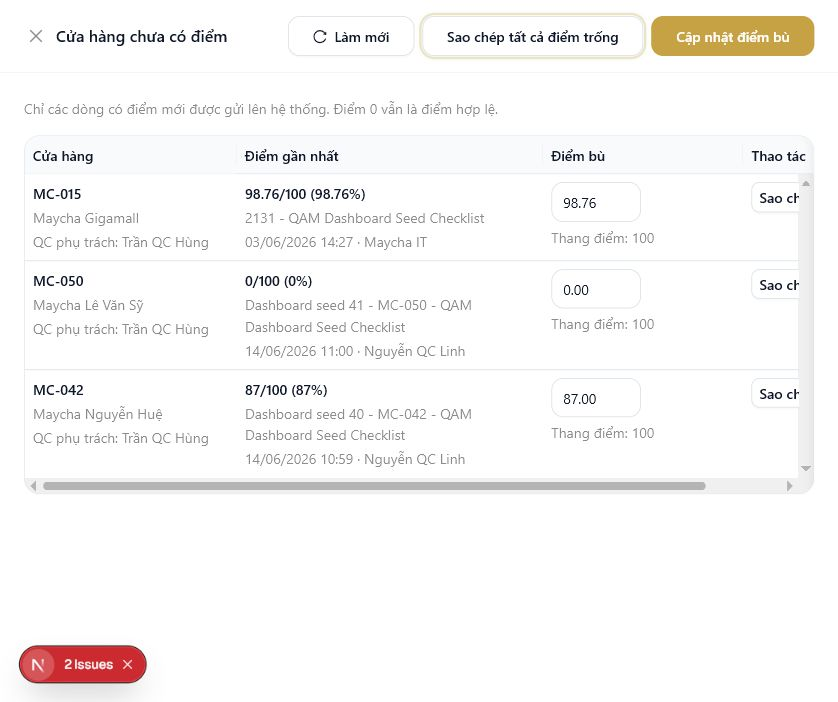 Cửa hàng chưa có điểm
Làm mới
Sao chép tất cả điểm trống
Cập nhật điểm bù
Chỉ các dòng có điểm mới được gửi lên hệ thống. Điểm 0 vẫn là điểm hợp lệ.
Cửa hàng Điểm gần nhất Điểm bù Thao tác
MC-015 98.76/100 (98.76%) 98.76 Sao ch
Maycha Gigamall 2131 - QAM Dashboard Seed Checklist
QC phụ trách: Trần QC Hùng 03/06/2026 14:27 · Maycha IT Thang điểm: 100
MC-050 0/100 (0%) 0.00 Sao ch
Maycha Lê Văn Sỹ Dashboard seed 41 - MC-050 - QAM
QC phụ trách: Trần QC Hùng Dashboard Seed Checklist Thang điểm: 100
14/06/2026 11:00 · Nguyễn QC Linh
MC-042 87/100 (87%) 87.00 Sao ch
Maycha Nguyễn Huệ Dashboard seed 40 - MC-042 - QAM
QC phụ trách: Trần QC Hùng Dashboard Seed Checklist Thang điểm: 100
14/06/2026 10:59 · Nguyễn QC Linh
N 2 Issues